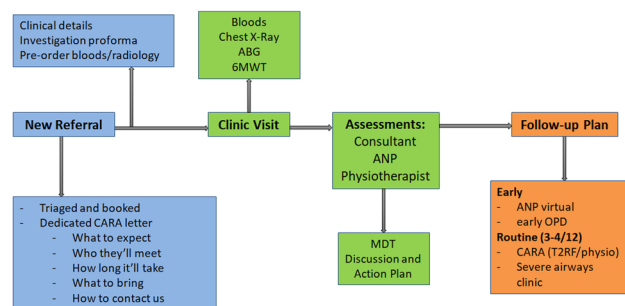 Clinical details
Investigation proforma
Pre-order bloods/radiology
Bloods
Chest X-Ray
ABG
6MWT
New Referral
Clinic Visit
Assessments:
Consultant
ANP
Physiotherapist
Follow-up Plan
- Triaged and booked
- Dedicated CARA letter
- What to expect
- Who they'll meet
- How long it'll take
- What to bring
- How to contact us
MDT
Discussion and
Action Plan
Early
- ANP virtual
- early OPD
Routine (3-4/12)
- CARA (T2RF/physio)
- Severe airways
clinic